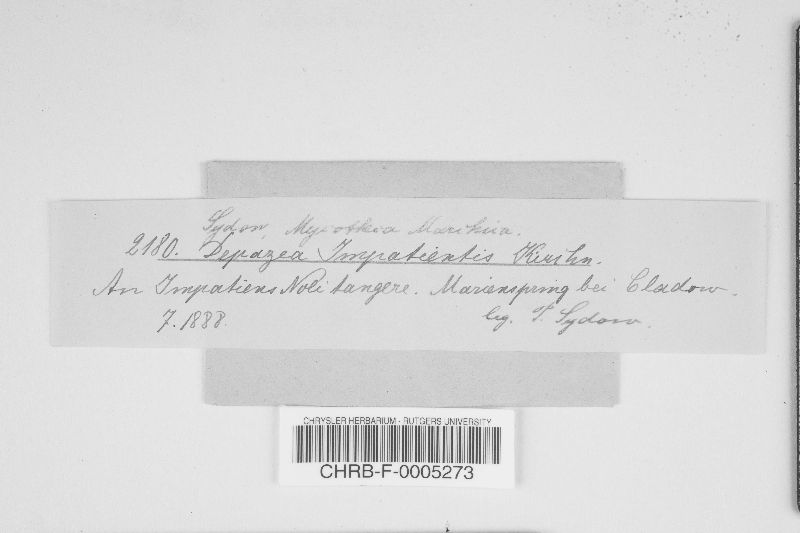 Sydow, Mycotheca Marchica.
2180. Depazea Impatientis Kirchn.
An Impatiens Noli tangere. Marienspring bei Cladow.
7. 1888. leg. P. Sydow.
CHRYSLER HERBARIUM - RUTGERS UNIVERSITY
CHRB-F-0005273